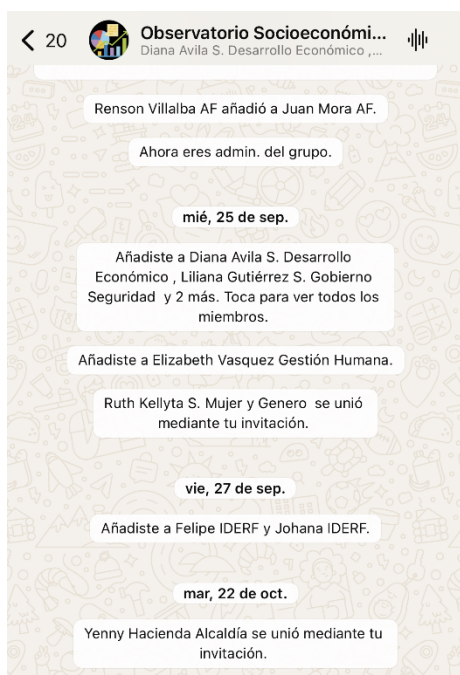 20
Observatorio Socioeconómi...
Diana Avila S. Desarrollo Económico ,...
Renson Villalba AF añadió a Juan Mora AF.
Ahora eres admin. del grupo.
mié, 25 de sep.
Añadiste a Diana Avila S. Desarrollo
Económico , Liliana Gutiérrez S. Gobierno
Seguridad y 2 más. Toca para ver todos los
miembros.
Añadiste a Elizabeth Vasquez Gestión Humana.
Ruth Kellyta S. Mujer y Genero se unió
mediante tu invitación.
vie, 27 de sep.
Añadiste a Felipe IDERF y Johana IDERF.
mar, 22 de oct.
Yenny Hacienda Alcaldía se unió mediante tu
invitación.